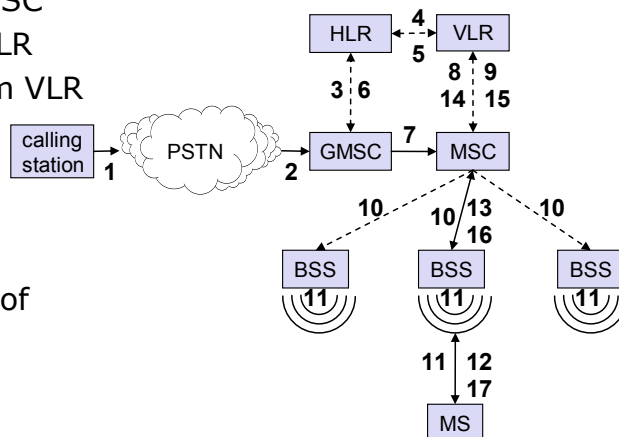 SC
LR
n VLR
of
HLR
4
5
VLR
3 6
8 9
14 15
calling
station
1
PSTN
2
GMSC
7
MSC
10
10
13
16
10
BSS
11
BSS
11
BSS
11
11
12
17
MS